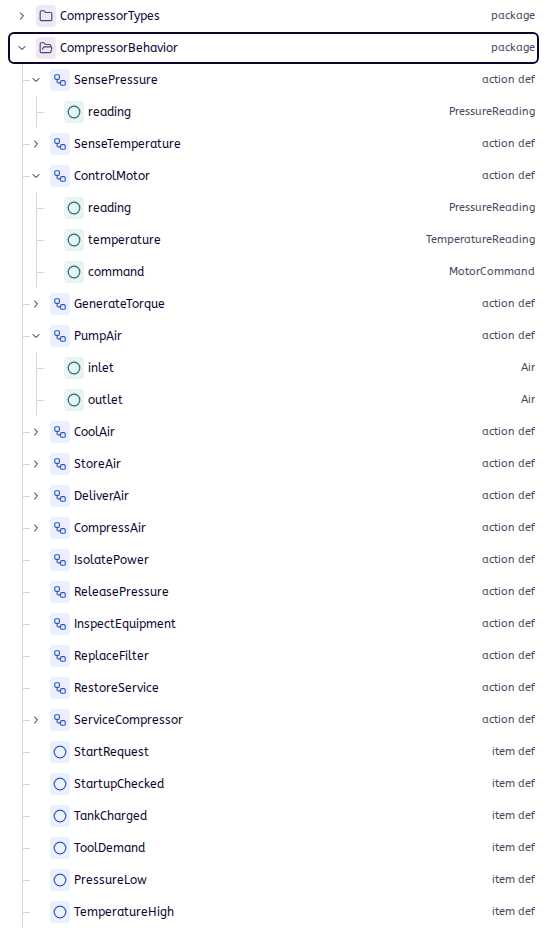 CompressorTypes package
CompressorBehavior package
SensePressure action def
reading PressureReading
SenseTemperature action def
ControlMotor action def
reading PressureReading
temperature TemperatureReading
command MotorCommand
GenerateTorque action def
PumpAir action def
inlet Air
outlet Air
CoolAir action def
StoreAir action def
DeliverAir action def
CompressAir action def
IsolatePower action def
ReleasePressure action def
InspectEquipment action def
ReplaceFilter action def
RestoreService action def
ServiceCompressor action def
StartRequest item def
StartupChecked item def
TankCharged item def
ToolDemand item def
PressureLow item def
TemperatureHigh item def